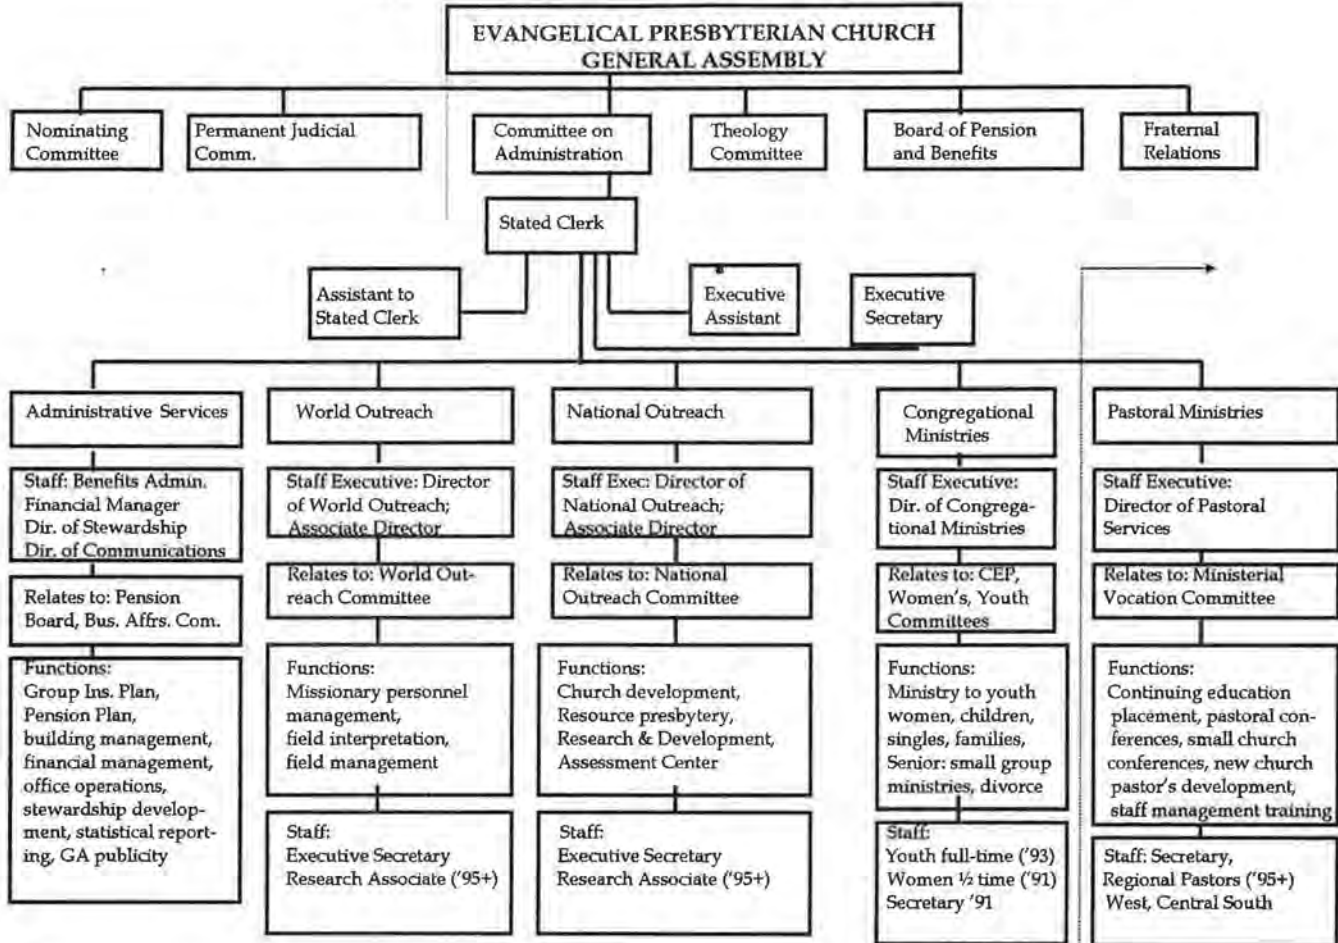 EVANGELICAL PRESBYTERIAN CHURCH
GENERAL ASSEMBLY
Nominating
Committee
Permanent Judicial
Comm.
Committee on
Administration
Theology
Committee
Board of Pension
and Benefits
Fraternal
Relations
Stated Clerk
Assistant to
Stated Clerk
Executive
Assistant
Executive
Secretary
Administrative Services
World Outreach
National Outreach
Congregational
Ministries
Pastoral Ministries
Staff: Benefits Admin.
Financial Manager
Dir. of Stewardship
Dir. of Communications
Staff Executive: Director
of World Outreach;
Associate Director
Staff Exec: Director of
National Outreach;
Associate Director
Staff Executive:
Dir. of Congrega-
tional Ministries
Staff Executive:
Director of Pastoral
Services
Relates to: Pension
Board, Bus. Affrs. Com.
Relates to: World Out-
reach Committee
Relates to: National
Outreach Committee
Relates to: CEP,
Women's, Youth
Committees
Relates to: Ministerial
Vocation Committee
Functions:
Group Ins. Plan,
Pension Plan,
building management,
financial management,
office operations,
stewardship develop-
ment, statistical report-
ing, GA publicity
Functions:
Missionary personnel
management,
field interpretation,
field management
Functions:
Church development,
Resource presbytery,
Research & Development,
Assessment Center
Functions:
Ministry to youth
women, children,
singles, families,
Senior: small group
ministries, divorce
Functions:
Continuing education
placement, pastoral con-
ferences, small church
conferences, new church
pastor's development,
staff management training
Staff:
Executive Secretary
Research Associate ('95+)
Staff:
Executive Secretary
Research Associate ('95+)
Staff:
Youth full-time ('93)
Women ½ time ('91)
Secretary '91
Staff: Secretary,
Regional Pastors ('95+)
West, Central South